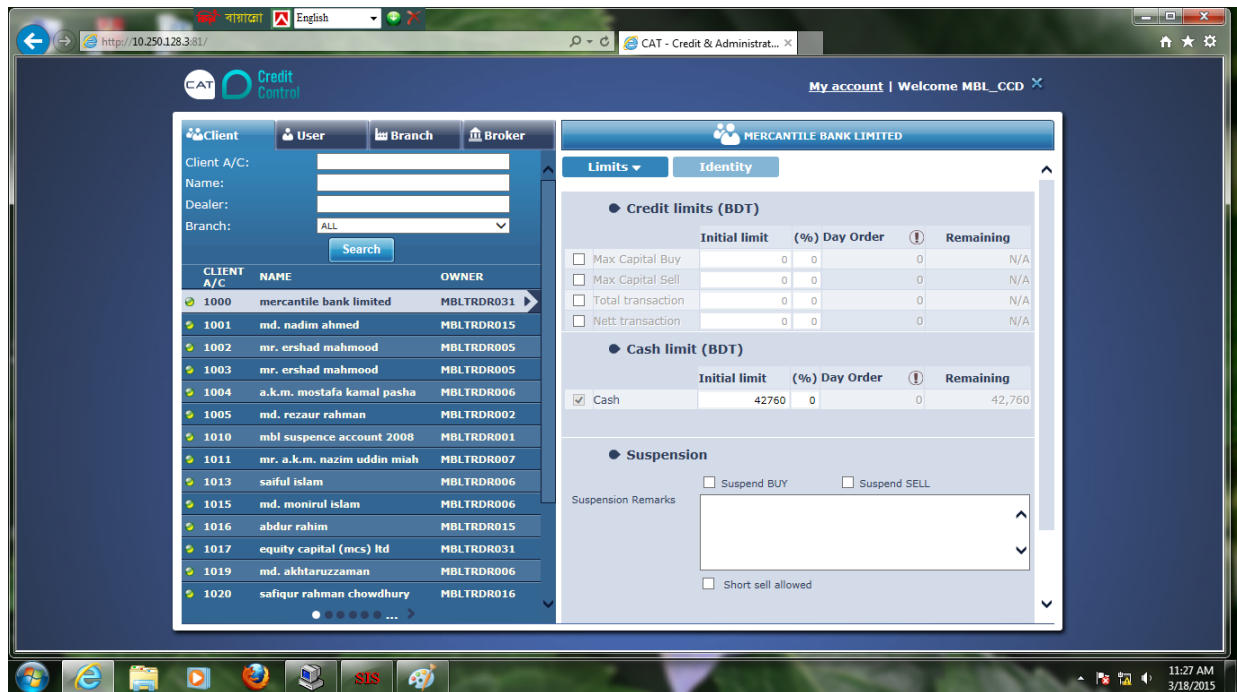 বিজয় বায়ান্নো English
http://10.250.128.3:81/ CAT - Credit & Administrat...
CAT Credit Control
My account | Welcome MBL_CCD
Client User Branch Broker
Client A/C:
Name:
Dealer:
Branch: ALL
Search
CLIENT A/C NAME OWNER
1000 mercantile bank limited MBLTRDR031
1001 md. nadim ahmed MBLTRDR015
1002 mr. ershad mahmood MBLTRDR005
1003 mr. ershad mahmood MBLTRDR005
1004 a.k.m. mostafa kamal pasha MBLTRDR006
1005 md. rezaur rahman MBLTRDR002
1010 mbl suspence account 2008 MBLTRDR001
1011 mr. a.k.m. nazim uddin miah MBLTRDR007
1013 saiful islam MBLTRDR006
1015 md. monirul islam MBLTRDR006
1016 abdur rahim MBLTRDR015
1017 equity capital (mcs) ltd MBLTRDR031
1019 md. akhtaruzzaman MBLTRDR006
1020 safiqur rahman chowdhury MBLTRDR016
...
MERCANTILE BANK LIMITED
Limits Identity
Credit limits (BDT)
Initial limit (%) Day Order Remaining
Max Capital Buy 0 0 0 N/A
Max Capital Sell 0 0 0 N/A
Total transaction 0 0 0 N/A
Nett transaction 0 0 0 N/A
Cash limit (BDT)
Initial limit (%) Day Order Remaining
Cash 42760 0 0 42,760
Suspension
Suspend BUY Suspend SELL
Suspension Remarks
Short sell allowed
SIS
11:27 AM
3/18/2015